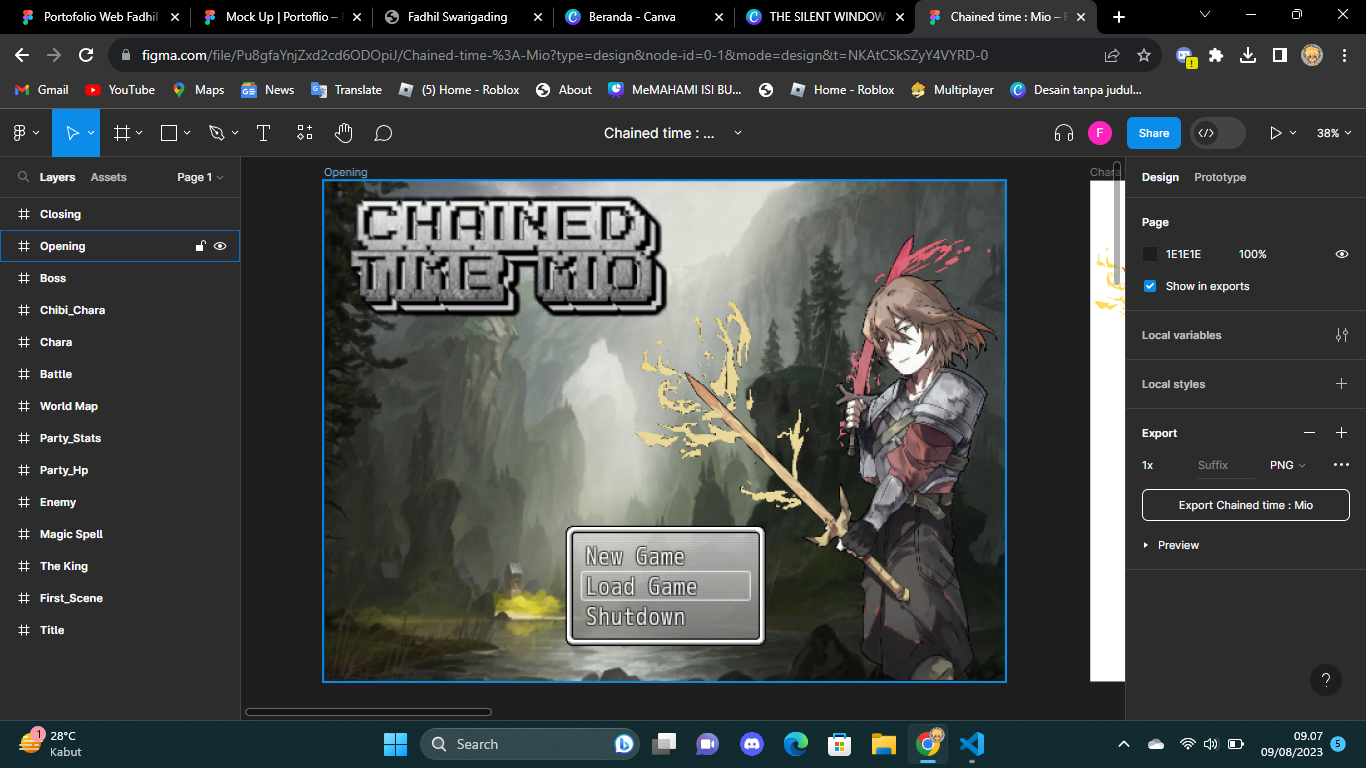 Portofolio Web Fadhil
Mock Up | Portoflio –
Fadhil Swarigading
Beranda - Canva
THE SILENT WINDOW
Chained time : Mio – F
figma.com/file/Pu8gfaYnjZxd2cd6ODOpiJ/Chained-time-%3A-Mio?type=design&node-id=0-1&mode=design&t=NKAtCSkSZyY4VYRD-0
Gmail
YouTube
Maps
News
Translate
(5) Home - Roblox
About
MeMAHAMI ISI BU...
Home - Roblox
Multiplayer
Desain tanpa judul...
Chained time : ...
F
Share
38%
Layers
Assets
Page 1
Closing
Opening
Boss
Chibi_Chara
Chara
Battle
World Map
Party_Stats
Party_Hp
Enemy
Magic Spell
The King
First_Scene
Title
Opening
CHAINED
TIME MIO
New Game
Load Game
Shutdown
Chara
Design
Prototype
Page
1E1E1E
100%
Show in exports
Local variables
Local styles
Export
1x
Suffix
PNG
Export Chained time : Mio
Preview
?
1
28°C
Kabut
Search
09.07
09/08/2023
5